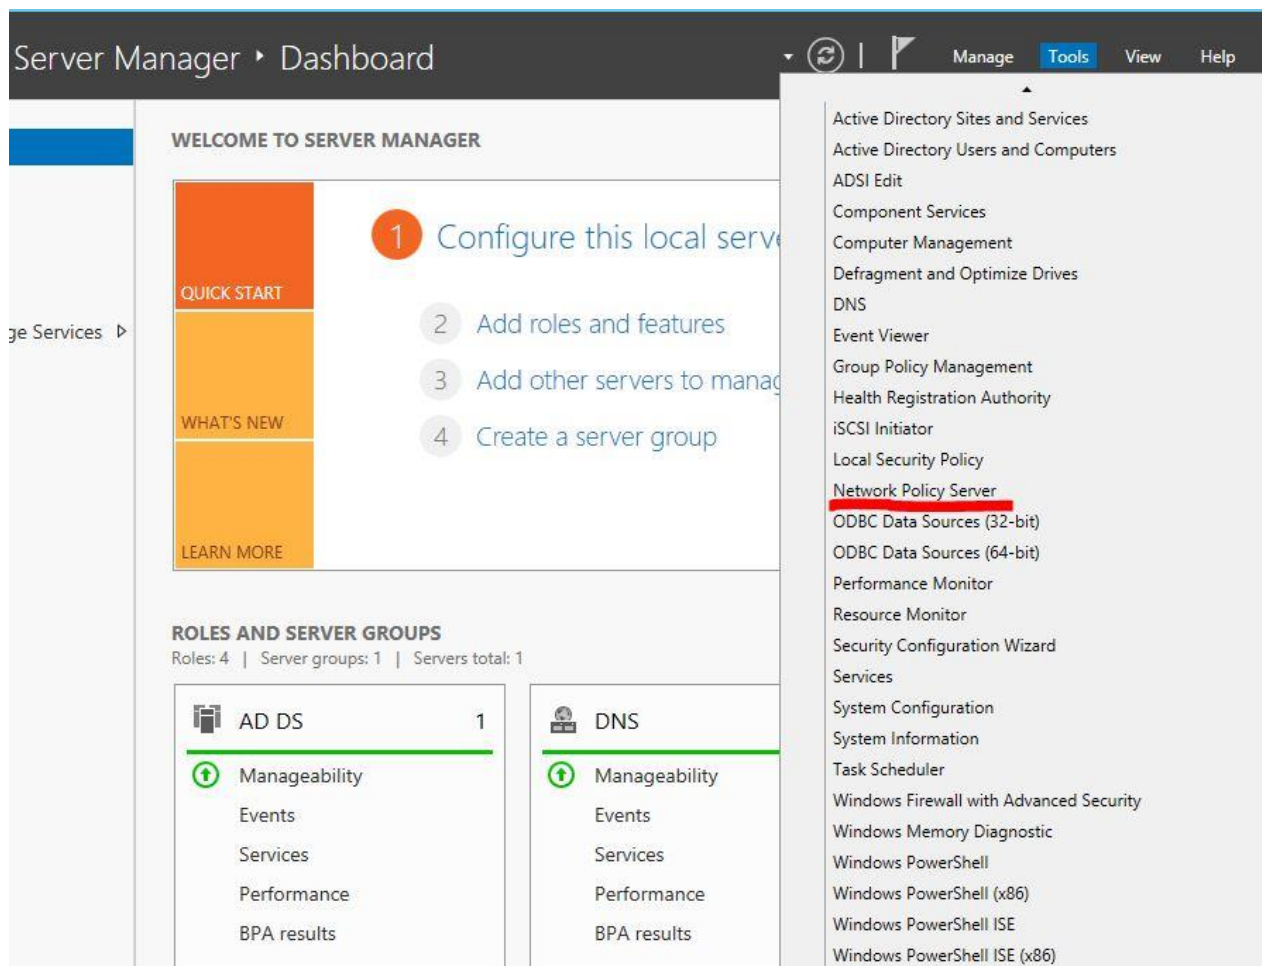 Server Manager ‣ Dashboard
Manage Tools View Help
ge Services
WELCOME TO SERVER MANAGER
QUICK START
WHAT'S NEW
LEARN MORE
1 Configure this local serve
2 Add roles and features
3 Add other servers to manag
4 Create a server group
ROLES AND SERVER GROUPS
Roles: 4 | Server groups: 1 | Servers total: 1
AD DS 1
Manageability
Events
Services
Performance
BPA results
DNS
Manageability
Events
Services
Performance
BPA results
Active Directory Sites and Services
Active Directory Users and Computers
ADSI Edit
Component Services
Computer Management
Defragment and Optimize Drives
DNS
Event Viewer
Group Policy Management
Health Registration Authority
iSCSI Initiator
Local Security Policy
Network Policy Server
ODBC Data Sources (32-bit)
ODBC Data Sources (64-bit)
Performance Monitor
Resource Monitor
Security Configuration Wizard
Services
System Configuration
System Information
Task Scheduler
Windows Firewall with Advanced Security
Windows Memory Diagnostic
Windows PowerShell
Windows PowerShell (x86)
Windows PowerShell ISE
Windows PowerShell ISE (x86)